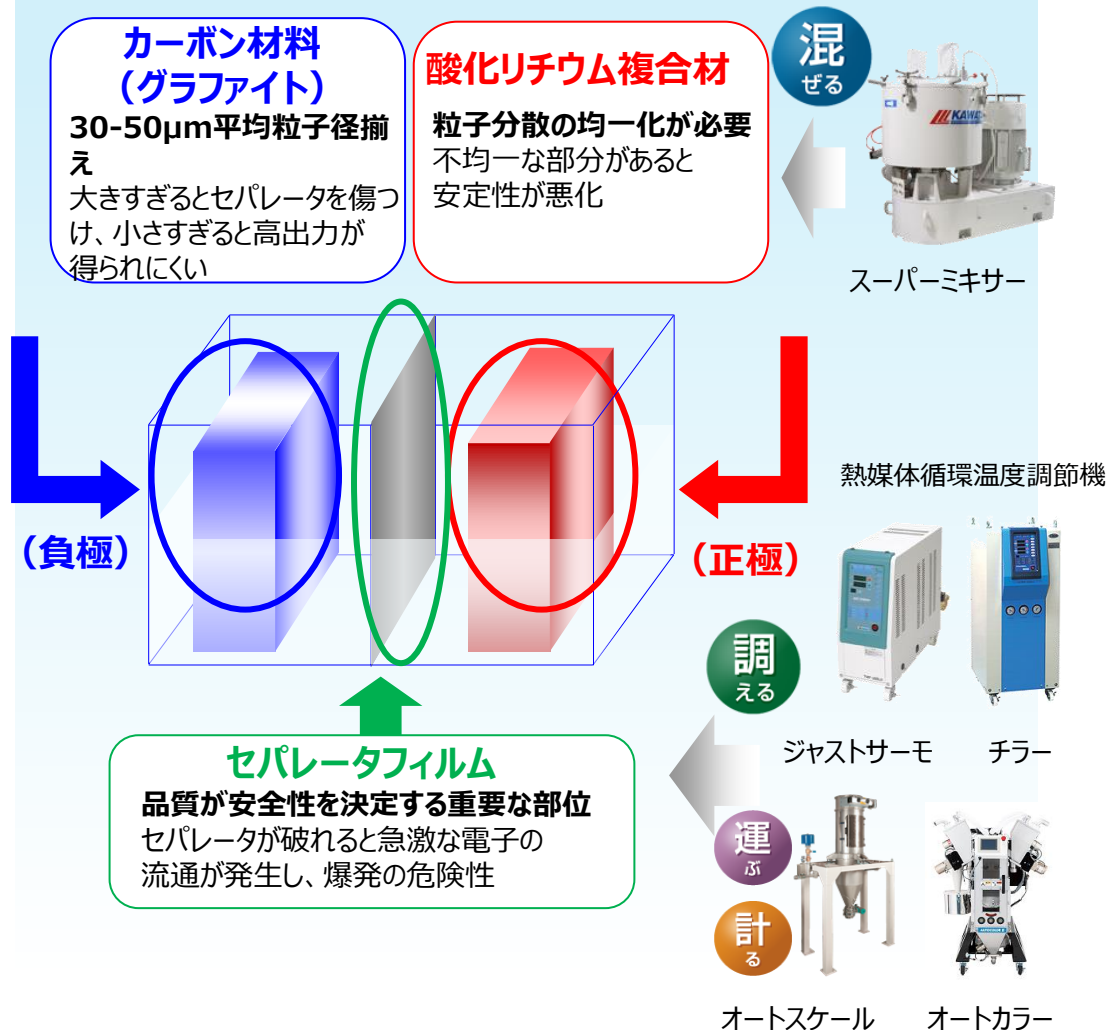 カーボン材料
（グラファイト）
30-50μm平均粒子径揃
え
大きすぎるとセパレータを傷つ
け、小さすぎると高出力が
得られにくい
酸化リチウム複合材
粒子分散の均一化が必要
不均一な部分があると
安定性が悪化
混
ぜる
KAWATA
スーパーミキサー
（負極）
（正極）
熱媒体循環温度調節機
調
える
ジャストサーモ
チラー
セパレータフィルム
品質が安全性を決定する重要な部位
セパレータが破れると急激な電子の
流通が発生し、爆発の危険性
運
ぶ
計
る
オートスケール
オートカラー